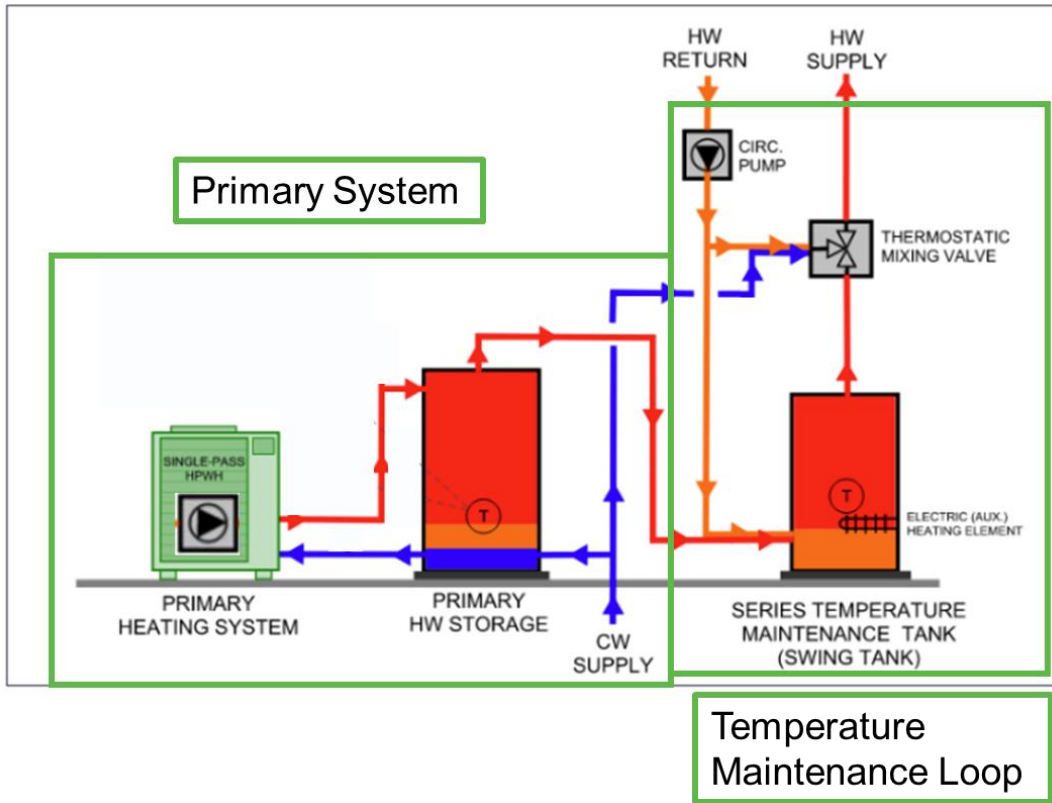 HW
RETURN
HW
SUPPLY
CIRC.
PUMP
Primary System
THERMOSTATIC
MIXING VALVE
SINGLE-PASS
HPWH
T
T
ELECTRIC (AUX.)
HEATING ELEMENT
PRIMARY
HEATING SYSTEM
PRIMARY
HW STORAGE
CW
SUPPLY
SERIES TEMPERATURE
MAINTENANCE TANK
(SWING TANK)
Temperature
Maintenance Loop